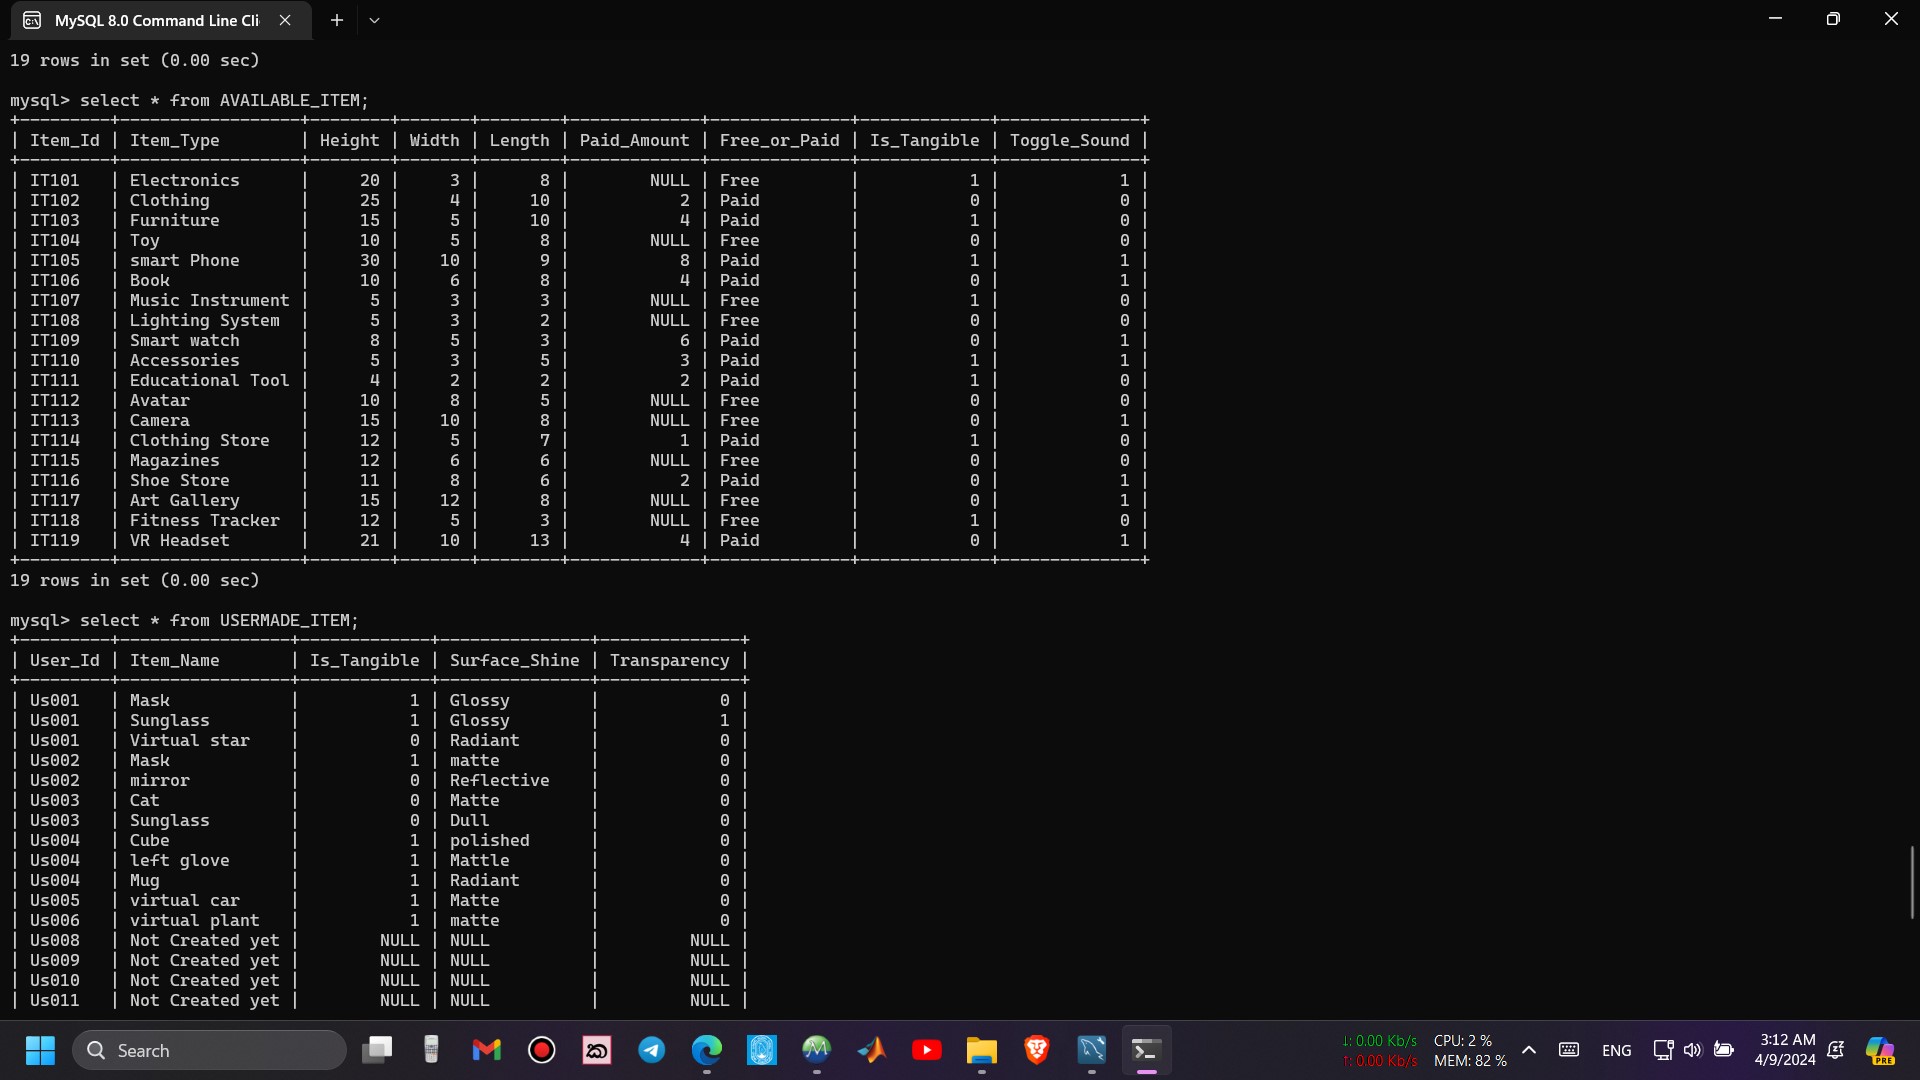 MySQL 8.0 Command Line Cli
19 rows in set (0.00 sec)
mysql> select * from AVAILABLE_ITEM;
| Item_Id | Item_Type | Height | Width | Length | Paid_Amount | Free_or_Paid | Is_Tangible | Toggle_Sound |
| IT101 | Electronics | 20 | 3 | 8 | NULL | Free | 1 | 1 |
| IT102 | Clothing | 25 | 4 | 10 | 2 | Paid | 0 | 0 |
| IT103 | Furniture | 15 | 5 | 10 | 4 | Paid | 1 | 0 |
| IT104 | Toy | 10 | 5 | 8 | NULL | Free | 0 | 0 |
| IT105 | smart Phone | 30 | 10 | 9 | 8 | Paid | 1 | 1 |
| IT106 | Book | 10 | 6 | 8 | 4 | Paid | 0 | 1 |
| IT107 | Music Instrument | 5 | 3 | 3 | NULL | Free | 1 | 0 |
| IT108 | Lighting System | 5 | 3 | 2 | NULL | Free | 0 | 0 |
| IT109 | Smart watch | 8 | 5 | 3 | 6 | Paid | 0 | 1 |
| IT110 | Accessories | 5 | 3 | 5 | 3 | Paid | 1 | 1 |
| IT111 | Educational Tool | 4 | 2 | 2 | 2 | Paid | 1 | 0 |
| IT112 | Avatar | 10 | 8 | 5 | NULL | Free | 0 | 0 |
| IT113 | Camera | 15 | 10 | 8 | NULL | Free | 0 | 1 |
| IT114 | Clothing Store | 12 | 5 | 7 | 1 | Paid | 1 | 0 |
| IT115 | Magazines | 12 | 6 | 6 | NULL | Free | 0 | 0 |
| IT116 | Shoe Store | 11 | 8 | 6 | 2 | Paid | 0 | 1 |
| IT117 | Art Gallery | 15 | 12 | 8 | NULL | Free | 0 | 1 |
| IT118 | Fitness Tracker | 12 | 5 | 3 | NULL | Free | 1 | 0 |
| IT119 | VR Headset | 21 | 10 | 13 | 4 | Paid | 0 | 1 |
19 rows in set (0.00 sec)
mysql> select * from USERMADE_ITEM;
| User_Id | Item_Name | Is_Tangible | Surface_Shine | Transparency |
| Us001 | Mask | 1 | Glossy | 0 |
| Us001 | Sunglass | 1 | Glossy | 1 |
| Us001 | Virtual star | 0 | Radiant | 0 |
| Us002 | Mask | 1 | matte | 0 |
| Us002 | mirror | 0 | Reflective | 0 |
| Us003 | Cat | 0 | Matte | 0 |
| Us003 | Sunglass | 0 | Dull | 0 |
| Us004 | Cube | 1 | polished | 0 |
| Us004 | left glove | 1 | Mattle | 0 |
| Us004 | Mug | 1 | Radiant | 0 |
| Us005 | virtual car | 1 | Matte | 0 |
| Us006 | virtual plant | 1 | matte | 0 |
| Us008 | Not Created yet | NULL | NULL | NULL |
| Us009 | Not Created yet | NULL | NULL | NULL |
| Us010 | Not Created yet | NULL | NULL | NULL |
| Us011 | Not Created yet | NULL | NULL | NULL |
Search
↓: 0.00 Kb/s CPU: 2 %
↑: 0.00 Kb/s MEM: 82 %
ENG
3:12 AM
4/9/2024
PRE